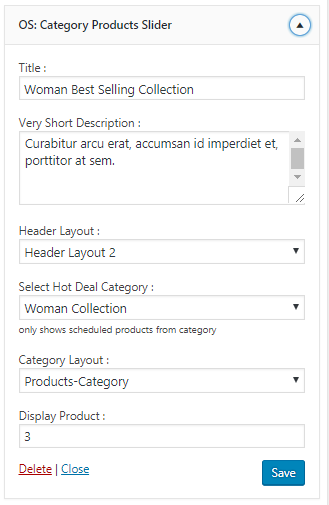 OS: Category Products Slider
Title :
Woman Best Selling Collection
Very Short Description :
Curabitur arcu erat, accumsan id imperdiet et,
porttitor at sem.
Header Layout :
Header Layout 2
Select Hot Deal Category :
Woman Collection
only shows scheduled products from category
Category Layout :
Products-Category
Display Product :
3
Delete | Close
Save